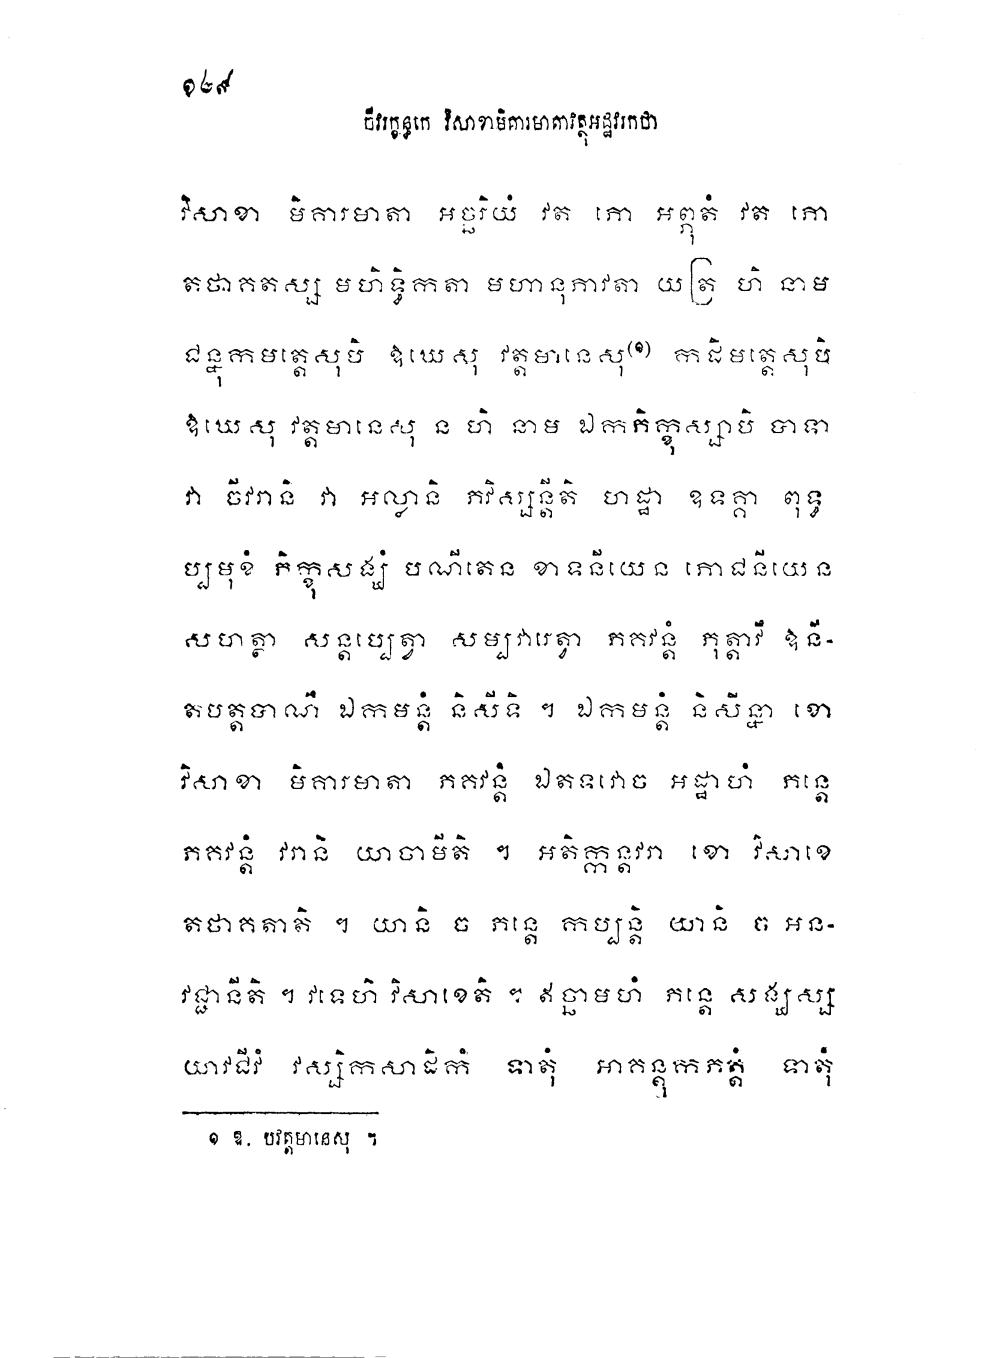 ១៤៩
ចីវរក្ខន្ធកេ វិសាខាមិគារមាតាវត្ថុអដ្ឋវរកថា
វិសាខា មិគារមាតា អច្ឆរិយំ វត ភោ អព្ភុតំ វត ភោ
តថាគតស្ស មហិទ្ធិកតា មហានុភាវតា យត្រ ហិ នាម
ជន្នុកមត្តេសុបិ ឱឃេសុ វត្តមានេសុ(១) កដិមត្តេសុបិ
ឱឃេសុ វត្តមានេសុ ន ហិ នាម ឯកភិក្ខុស្សាបិ បាទា
វា ចីវរានិ វា អល្លានិ ភវិស្សន្តីតិ ហដ្ឋា ឧទគ្គា ពុទ្ធ
ប្បមុខំ ភិក្ខុសង្ឃំ បណីតេន ខាទនីយេន ភោជនីយេន
សហត្ថា សន្តប្បេត្វា សម្បវារេត្វា ភគវន្តំ ភុត្តាវឹ ឱនី-
តបត្តបាណឹ ឯកមន្តំ និសីទិ ។ ឯកមន្តំ និសីន្នា ខោ
វិសាខា មិគារមាតា ភគវន្តំ ឯតទវោច អដ្ឋាហំ ភន្តេ
ភគវន្តំ វរានិ យាចាមីតិ ។ អតិក្កន្តវរា ខោ វិសាខេ
តថាគតាតិ ។ យានិ ច ភន្តេ កប្បន្តិ យានិ ច អន-
វជ្ជានីតិ ។ វទេហិ វិសាខេតិ ។ ឥច្ឆាមហំ ភន្តេ សង្ឃស្ស
យាវជីវំ វស្សិកសាដិកំ ទាតុំ អាគន្តុកភត្តំ ទាតុំ
១ ឱ. បវត្តមានេសុ ។